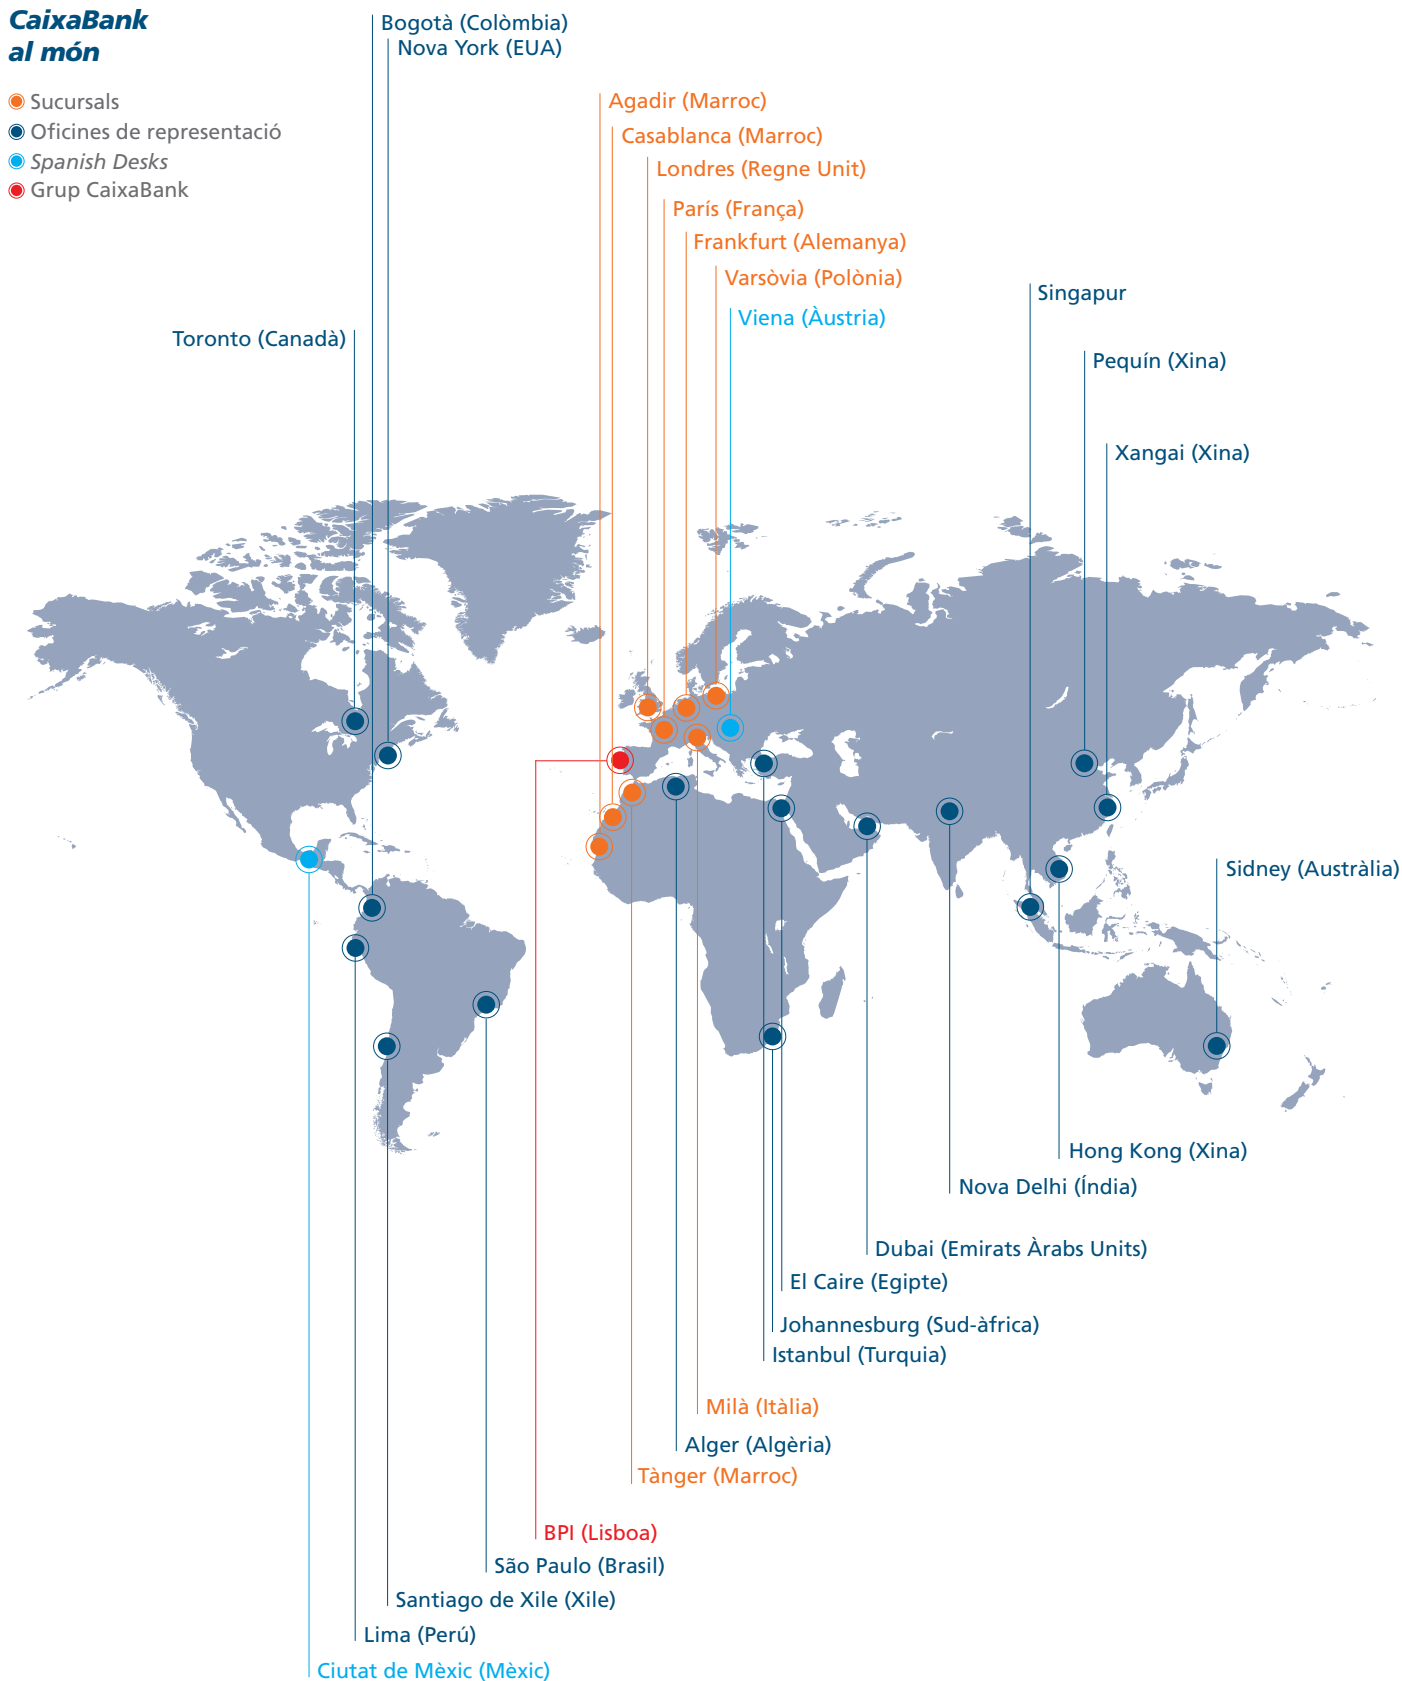 CaixaBank
al món
Sucursals
Oficines de representació
Spanish Desks
Grup CaixaBank
Bogotà (Colòmbia)
Nova York (EUA)
Agadir (Marroc)
Casablanca (Marroc)
Londres (Regne Unit)
París (França)
Frankfurt (Alemanya)
Varsòvia (Polònia)
Singapur
Viena (Àustria)
Toronto (Canadà)
Pequín (Xina)
Xangai (Xina)
Sidney (Austràlia)
Hong Kong (Xina)
Nova Delhi (Índia)
Dubai (Emirats Àrabs Units)
El Caire (Egipte)
Johannesburg (Sud-àfrica)
Istanbul (Turquia)
Milà (Itàlia)
Alger (Algèria)
Tànger (Marroc)
BPI (Lisboa)
São Paulo (Brasil)
Santiago de Xile (Xile)
Lima (Perú)
Ciutat de Mèxic (Mèxic)